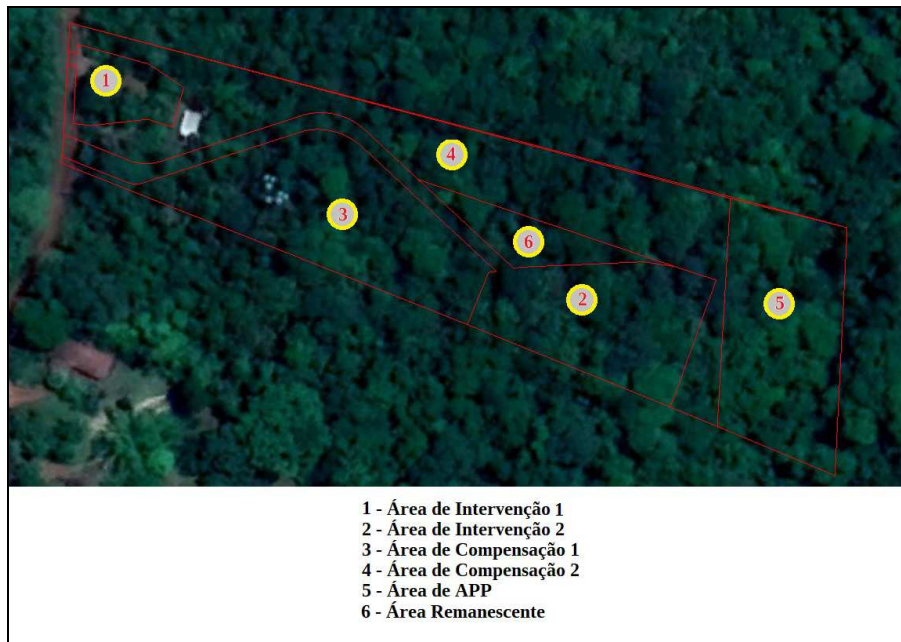 1
4
3
6
2
5
1 - Área de Intervenção 1
2 - Área de Intervenção 2
3 - Área de Compensação 1
4 - Área de Compensação 2
5 - Área de APP
6 - Área Remanescente